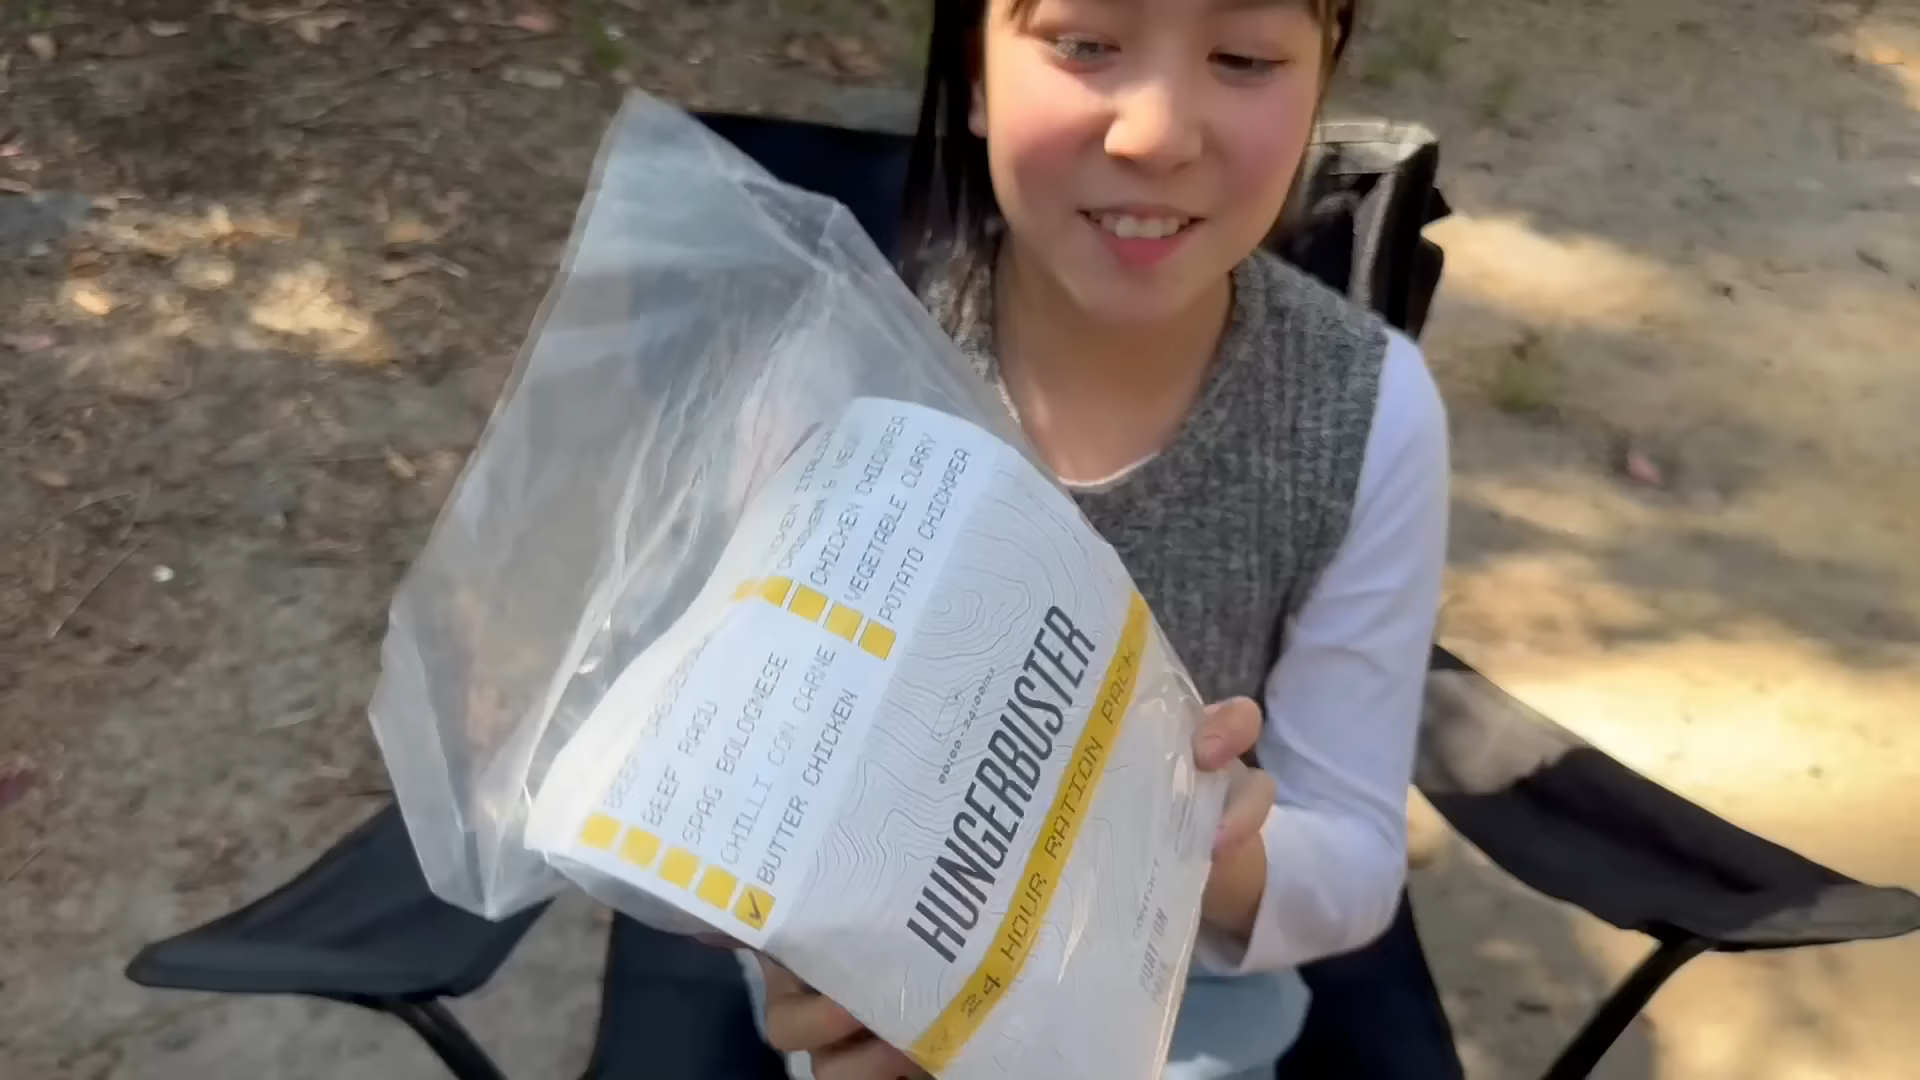 CHICKEN CHICKPEA
VEGETABLE CURRY
POTATO CHICKPEA
BEEF
BEEF RAGU
SPAG BOLOGNESE
CHILLI CON CARNE
BUTTER CHICKEN
HUNGERBUSTER
24 HOUR RATION PACK